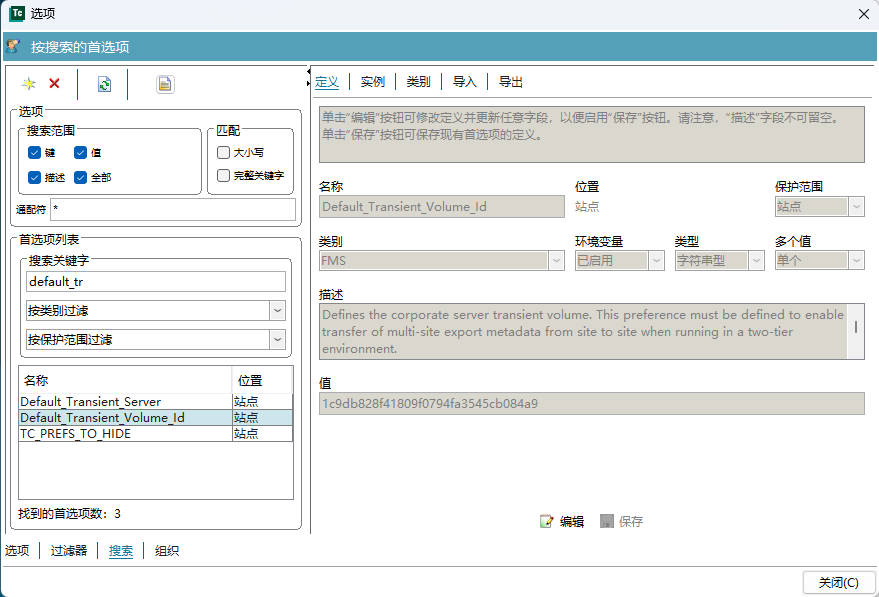 Tc 选项
按搜索的首选项
选项
搜索范围
键 值
描述 全部
匹配
大小写
完整关键字
通配符 *
首选项列表
搜索关键字
default_tr
按类别过滤
按保护范围过滤
名称 位置
Default_Transient_Server 站点
Default_Transient_Volume_Id 站点
TC_PREFS_TO_HIDE 站点
找到的首选项数：3
选项 过滤器 搜索 组织
定义 实例 类别 导入 导出
单击“编辑”按钮可修改定义并更新任意字段，以便启用“保存”按钮。请注意，“描述”字段不可留空。
单击“保存”按钮可保存现有首选项的定义。
名称 位置 保护范围
Default_Transient_Volume_Id 站点 站点
类别 环境变量 类型 多个值
FMS 已启用 字符串型 单个
描述
Defines the corporate server transient volume. This preference must be defined to enable
transfer of multi-site export metadata from site to site when running in a two-tier
environment.
值
1c9db828f41809f0794fa3545cb084a9
编辑 保存
关闭(C)